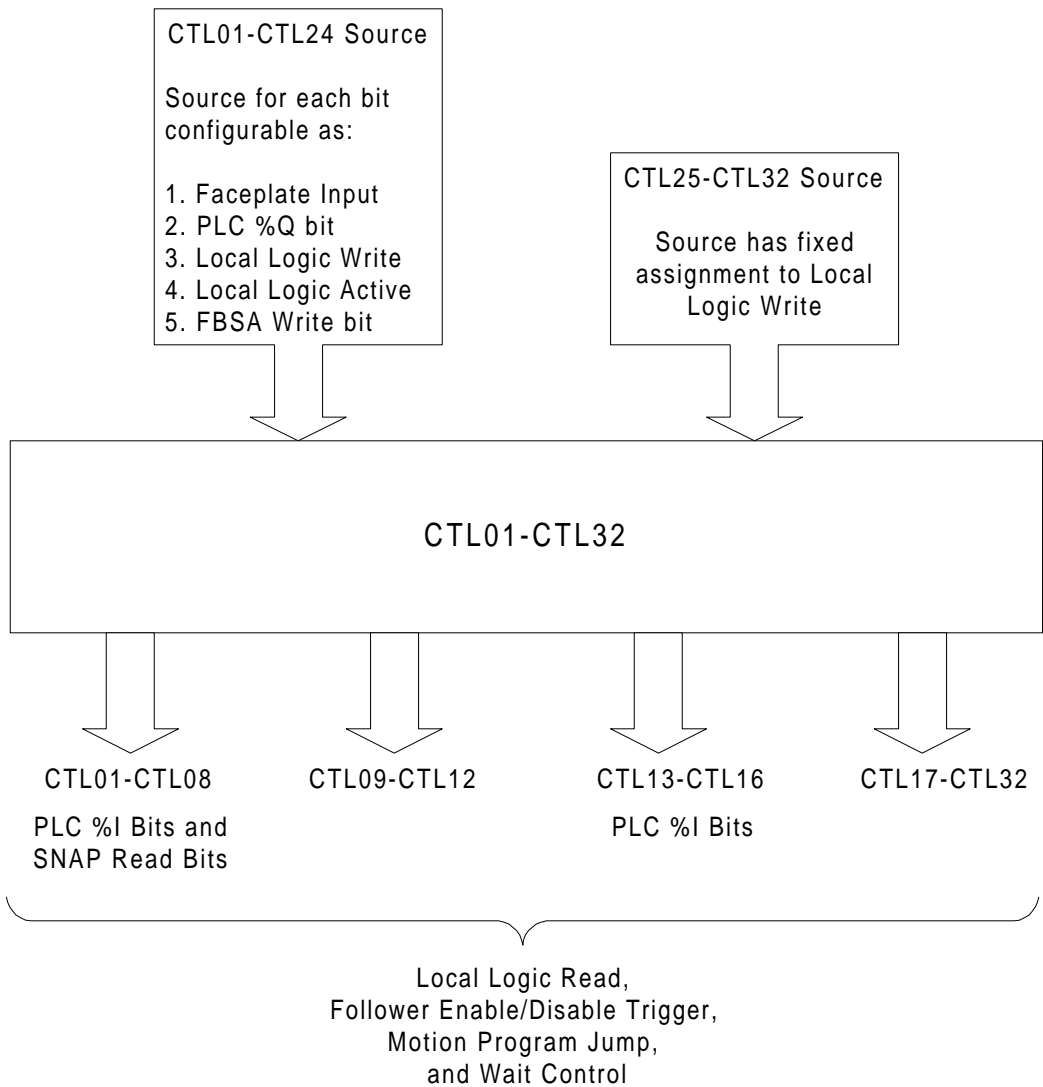 CTL01-CTL24 Source
Source for each bit
configurable as:
1. Faceplate Input
2. PLC %Q bit
3. Local Logic Write
4. Local Logic Active
5. FBSA Write bit
CTL25-CTL32 Source
Source has fixed
assignment to Local
Logic Write
CTL01-CTL32
CTL01-CTL08
PLC %I Bits and
SNAP Read Bits
CTL09-CTL12
CTL13-CTL16
PLC %I Bits
CTL17-CTL32
Local Logic Read,
Follower Enable/Disable Trigger,
Motion Program Jump,
and Wait Control